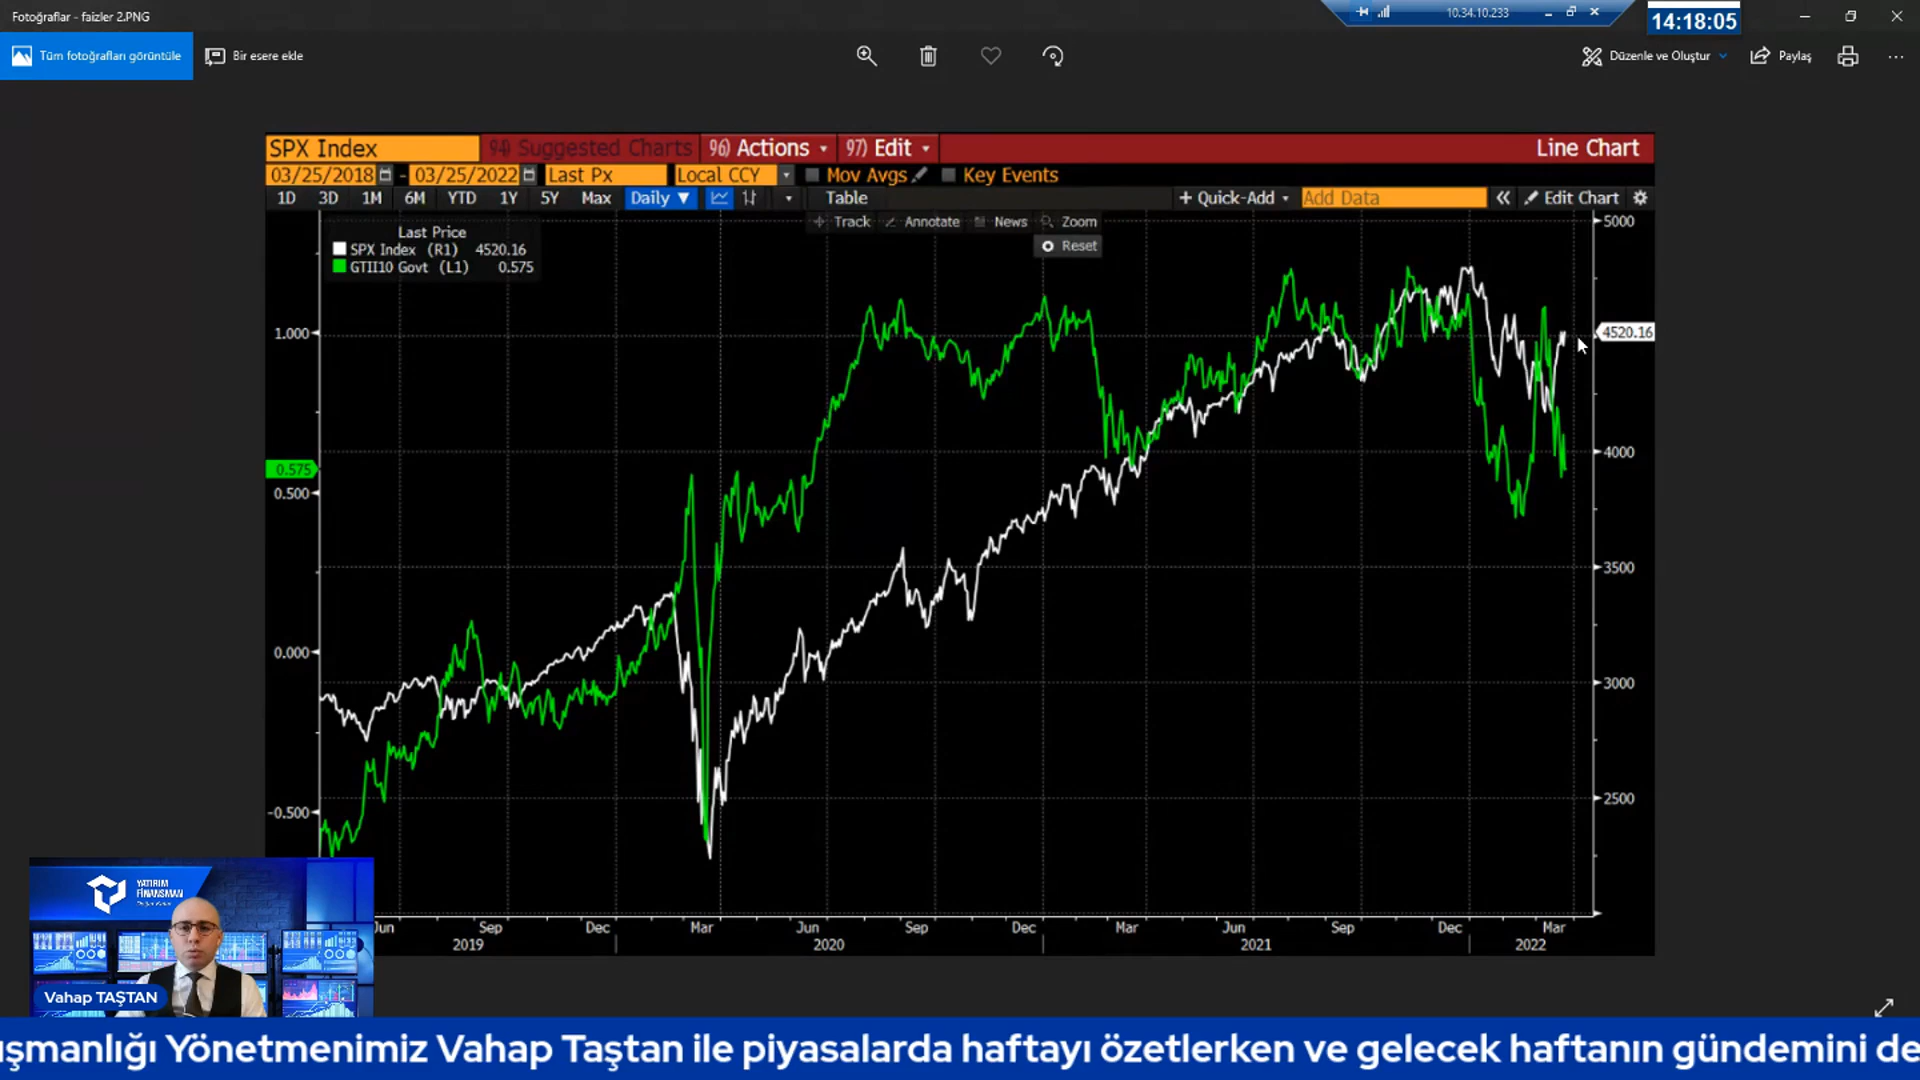 Fotoğraflar - faizler 2.PNG
10.34.10.233
14:18:05
Tüm fotoğrafları görüntüle
Bir esere ekle
Düzenle ve Oluştur
Paylaş
SPX Index
94) Suggested Charts
96) Actions
97) Edit
Line Chart
03/25/2018 - 03/25/2022
Last Px
Local CCY
Mov Avgs
Key Events
1D 3D 1M 6M YTD 1Y 5Y Max Daily ▼
Table
+ Quick-Add
Add Data
«
Edit Chart
Track
Annotate
News
Zoom
Reset
Last Price
SPX Index (R1) 4520.16
GTII10 Govt (L1) 0.575
1.000
0.575
0.500
0.000
-0.500
5000
4520.16
4000
3500
3000
2500
Jun Sep Dec Mar Jun Sep Dec Mar Jun Sep Dec Mar
2019 2020 2021 2022
YATIRIM
FİNANSMAN
Vahap TAŞTAN
ışmanlığı Yönetmenimiz Vahap Taştan ile piyasalarda haftayı özetlerken ve gelecek haftanın gündemini de